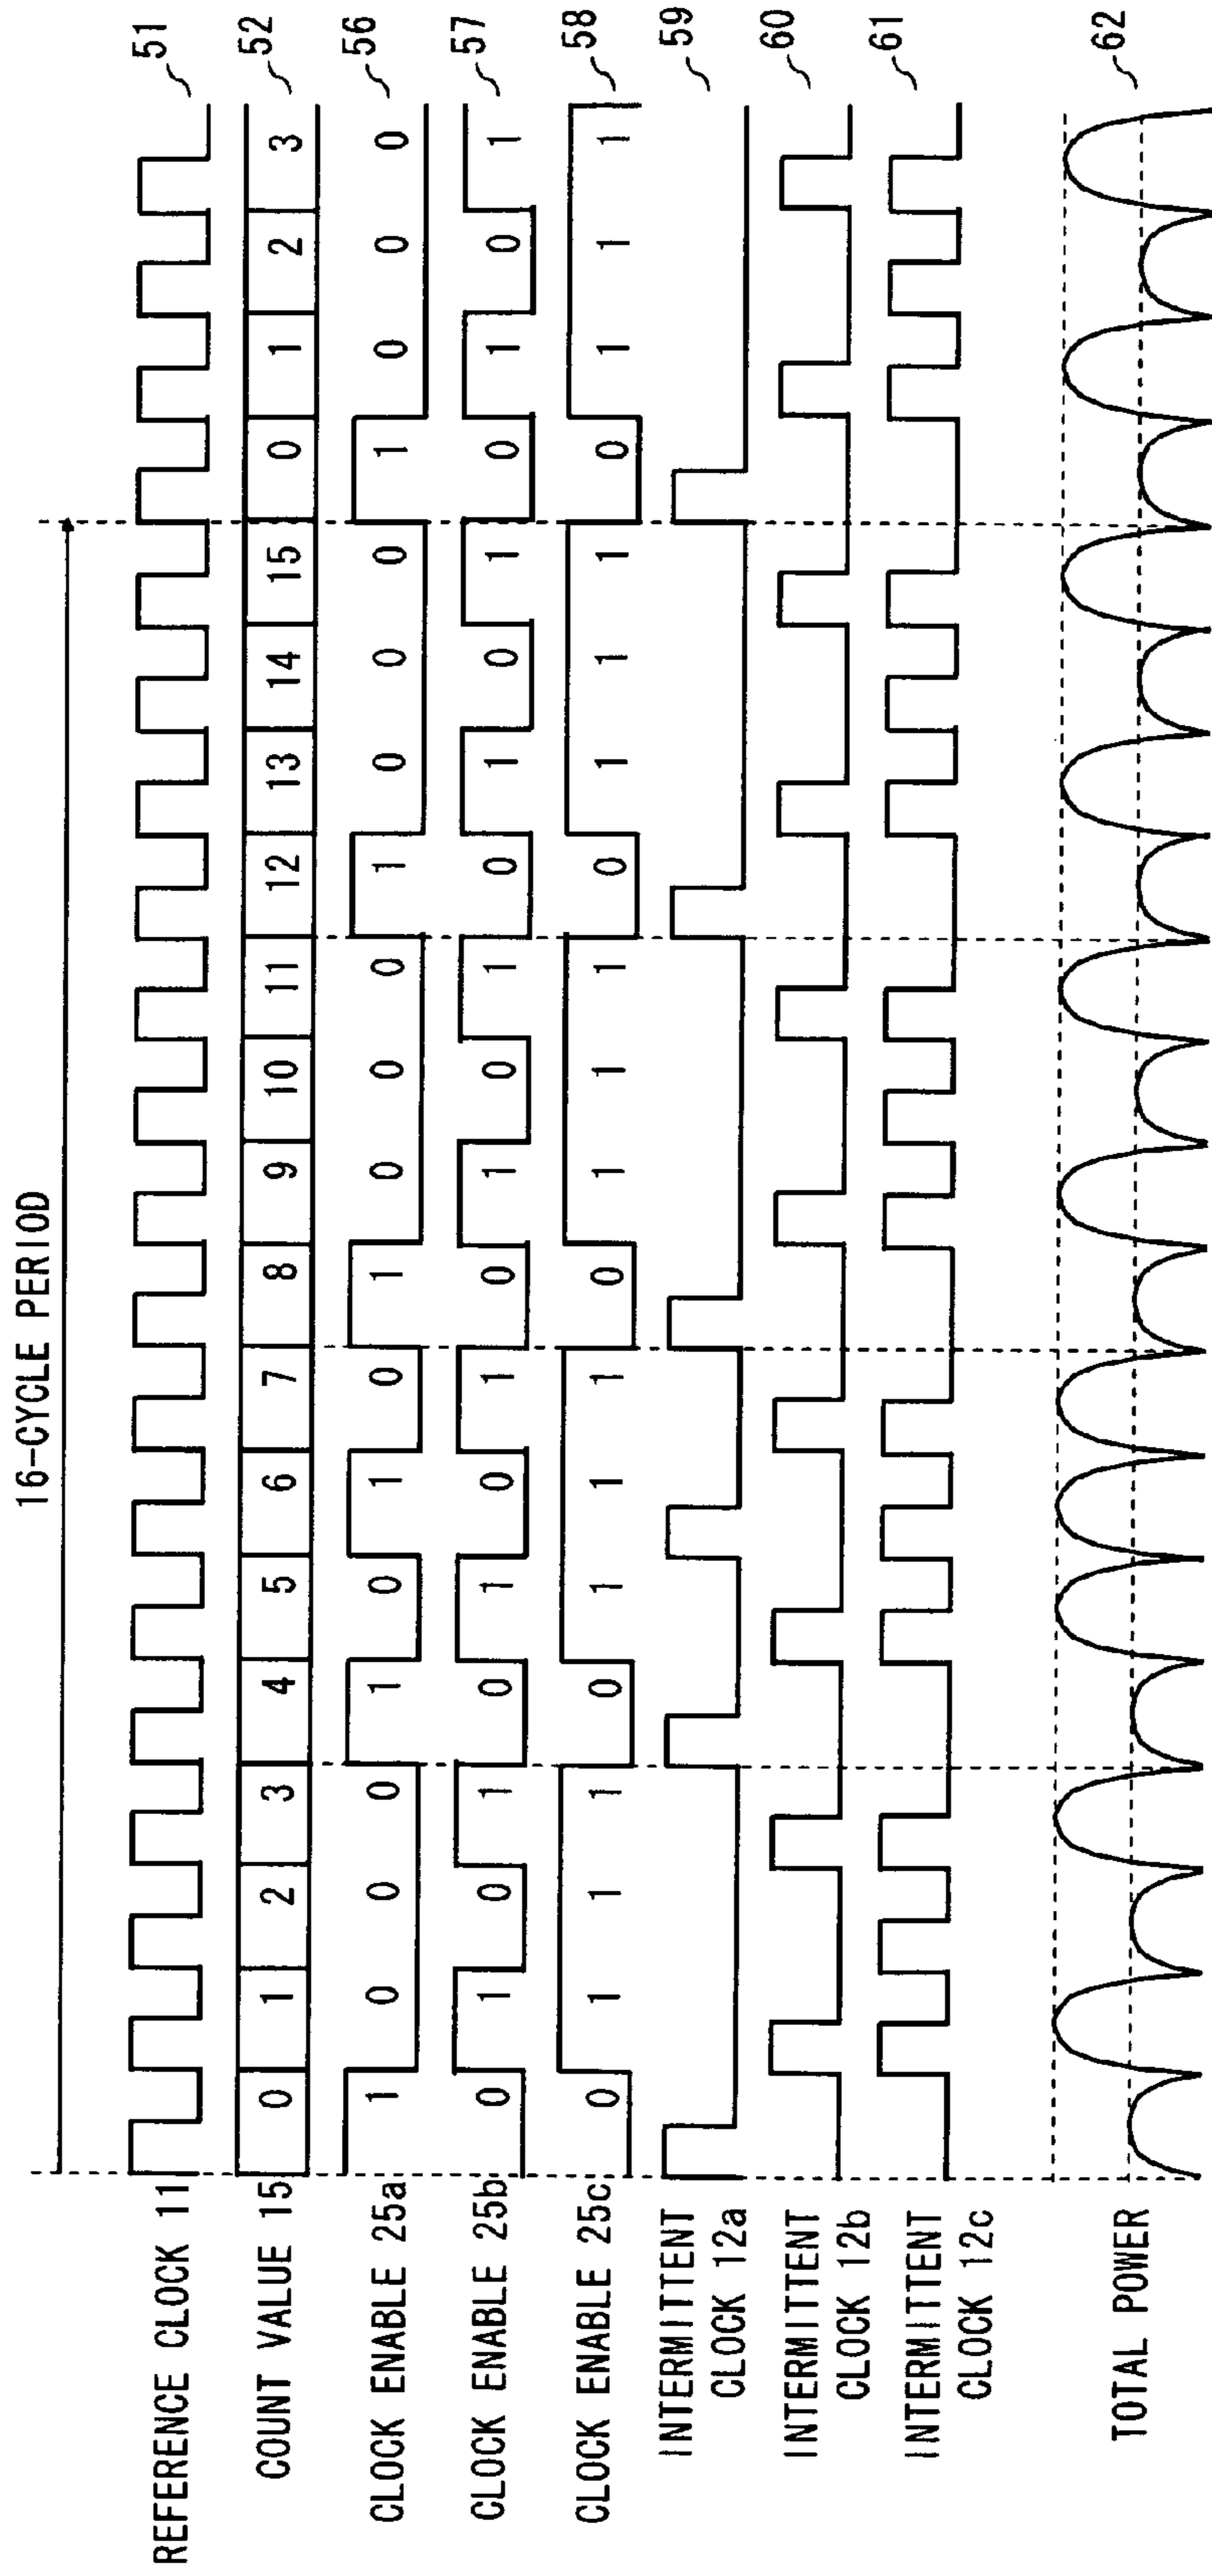 16-CYCLE PERIOD
REFERENCE CLOCK 11 51
COUNT VALUE 15 0 1 2 3 4 5 6 7 8 9 10 11 12 13 14 15 0 1 2 3 52
CLOCK ENABLE 25a 1 0 0 0 1 0 1 0 1 0 0 0 1 0 0 0 1 0 0 0 56
CLOCK ENABLE 25b 0 1 0 1 0 1 0 1 0 1 0 1 0 1 0 1 0 1 0 1 57
CLOCK ENABLE 25c 0 1 1 1 0 1 1 1 0 1 1 1 0 1 1 1 0 1 1 1 58
INTERMITTENT
CLOCK 12a 59
INTERMITTENT
CLOCK 12b 60
INTERMITTENT
CLOCK 12c 61
TOTAL POWER 62